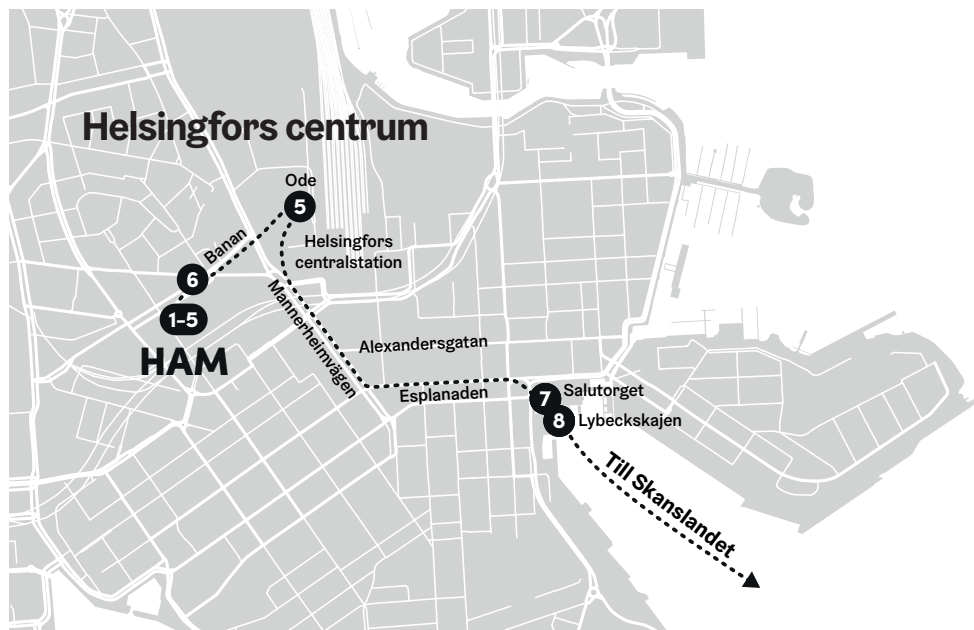 Helsingfors centrum
Ode
5
Banan
Helsingfors
centralstation
6
1–5
HAM
Mannerheimvägen
Alexandersgatan
Esplanaden
7
Salutorget
8
Lybeckskajen
Till Skanslandet